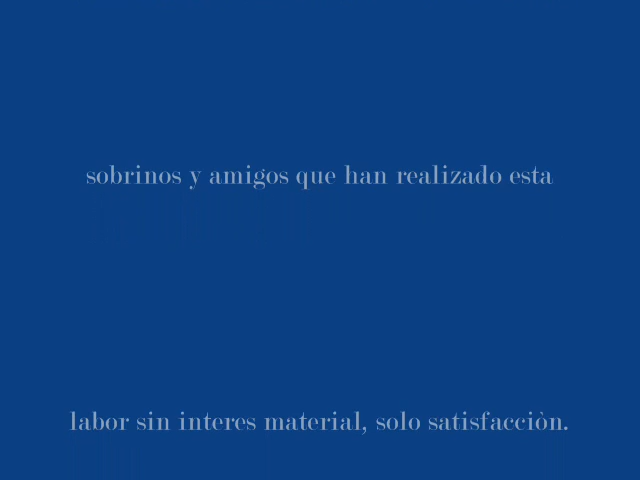 sobrinos y amigos que han realizado esta
labor sin interes material, solo satisfacciòn.